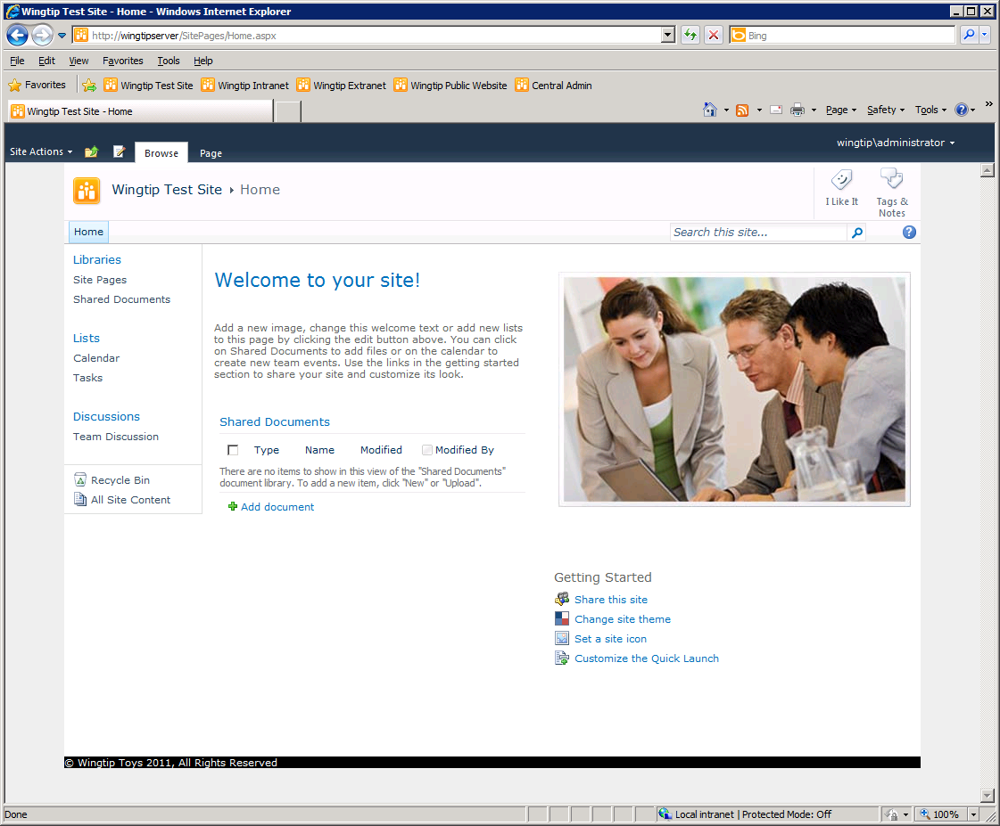 Wingtip Test Site - Home - Windows Internet Explorer
http://wingtipserver/SitePages/Home.aspx
Bing
File Edit View Favorites Tools Help
Favorites Wingtip Test Site Wingtip Intranet Wingtip Extranet Wingtip Public Website Central Admin
Wingtip Test Site - Home
Page Safety Tools
Site Actions Browse Page
wingtip\administrator
Wingtip Test Site Home
I Like It
Tags &
Notes
Home
Search this site...
Libraries
Site Pages
Shared Documents
Lists
Calendar
Tasks
Discussions
Team Discussion
Recycle Bin
All Site Content
Welcome to your site!
Add a new image, change this welcome text or add new lists
to this page by clicking the edit button above. You can click
on Shared Documents to add files or on the calendar to
create new team events. Use the links in the getting started
section to share your site and customize its look.
Shared Documents
Type Name Modified Modified By
There are no items to show in this view of the "Shared Documents"
document library. To add a new item, click "New" or "Upload".
Add document
Getting Started
Share this site
Change site theme
Set a site icon
Customize the Quick Launch
© Wingtip Toys 2011, All Rights Reserved
Done
Local intranet | Protected Mode: Off
100%